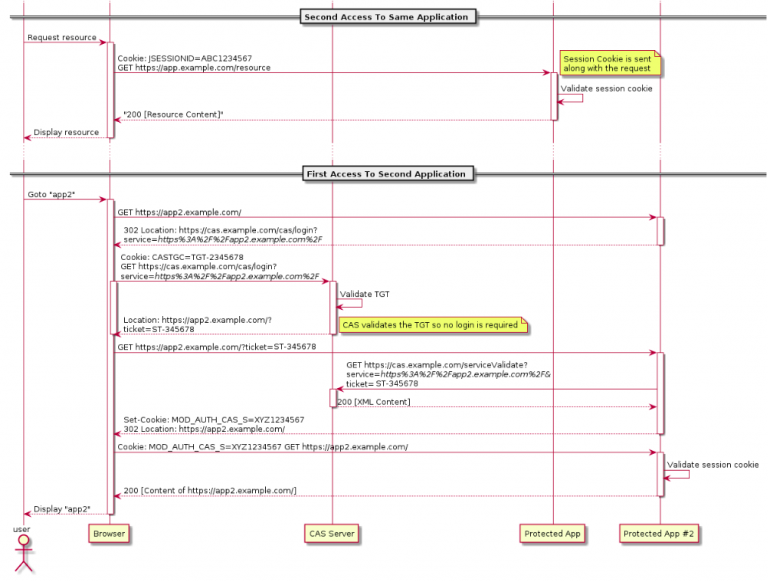 Second Access To Same Application
Request resource
Cookie: JSESSIONID=ABC1234567
GET https://app.example.com/resource
Session Cookie is sent
along with the request
Validate session cookie
"200 [Resource Content]"
Display resource
First Access To Second Application
Goto "app2"
GET https://app2.example.com/
302 Location: https://cas.example.com/cas/login?
service=https%3A%2F%2Fapp2.example.com%2F
Cookie: CASTGC=TGT-2345678
GET https://cas.example.com/cas/login?
service=https%3A%2F%2Fapp2.example.com%2F
Validate TGT
Location: https://app2.example.com/?
ticket=ST-345678
CAS validates the TGT so no login is required
GET https://app2.example.com/?ticket=ST-345678
GET https://cas.example.com/serviceValidate?
service=https%3A%2F%2Fapp2.example.com%2F&
ticket= ST-345678
200 [XML Content]
Set-Cookie: MOD_AUTH_CAS_S=XYZ1234567
302 Location: https://app2.example.com/
Cookie: MOD_AUTH_CAS_S=XYZ1234567 GET https://app2.example.com/
Validate session cookie
200 [Content of https://app2.example.com/]
Display "app2"
user
Browser
CAS Server
Protected App
Protected App #2